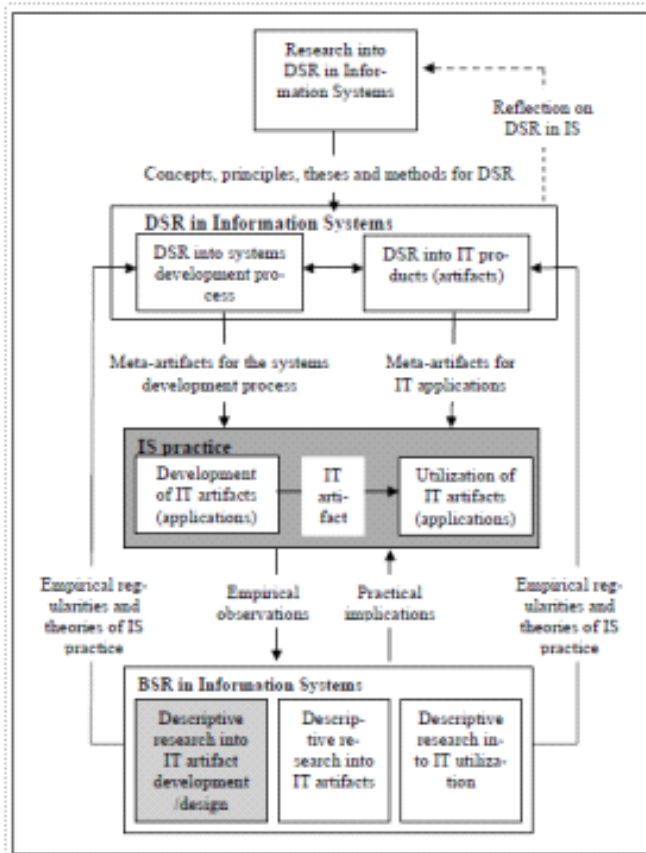 Research into
DSR in Infor-
mation Systems
Reflection on
DSR in IS
Concepts, principles, theses and methods for DSR
DSR in Information Systems
DSR into systems
development pro-
cess
DSR into IT pro-
ducts (artifacts)
Meta-artifacts for the systems
development process
Meta-artifacts for
IT applications
IS practice
Development
of IT artifacts
(applications)
IT
arti-
fact
Utilization of
IT artifacts
(applications)
Empirical reg-
ularities and
theories of IS
practice
Empirical
observations
Practical
implications
Empirical reg-
ularities and
theories of IS
practice
BSR in Information Systems
Descriptive
research into
IT artifact
development
/design
Descrip-
tive re-
search into
IT artifacts
Descriptive
research in-
to IT utiliza-
tion